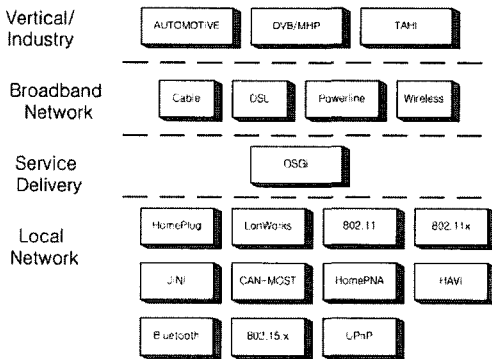 Vertical/
Industry
AUTOMOTIVE DVB/MHP TAHI
Broadband
Network
Cable DSL Powerline Wireless
Service
Delivery
OSGi
Local
Network
HomePlug LonWorks 802.11 802.11x
JINI CAN-MOST HomePNA HAVi
Bluetooth 802.15.x UPnP